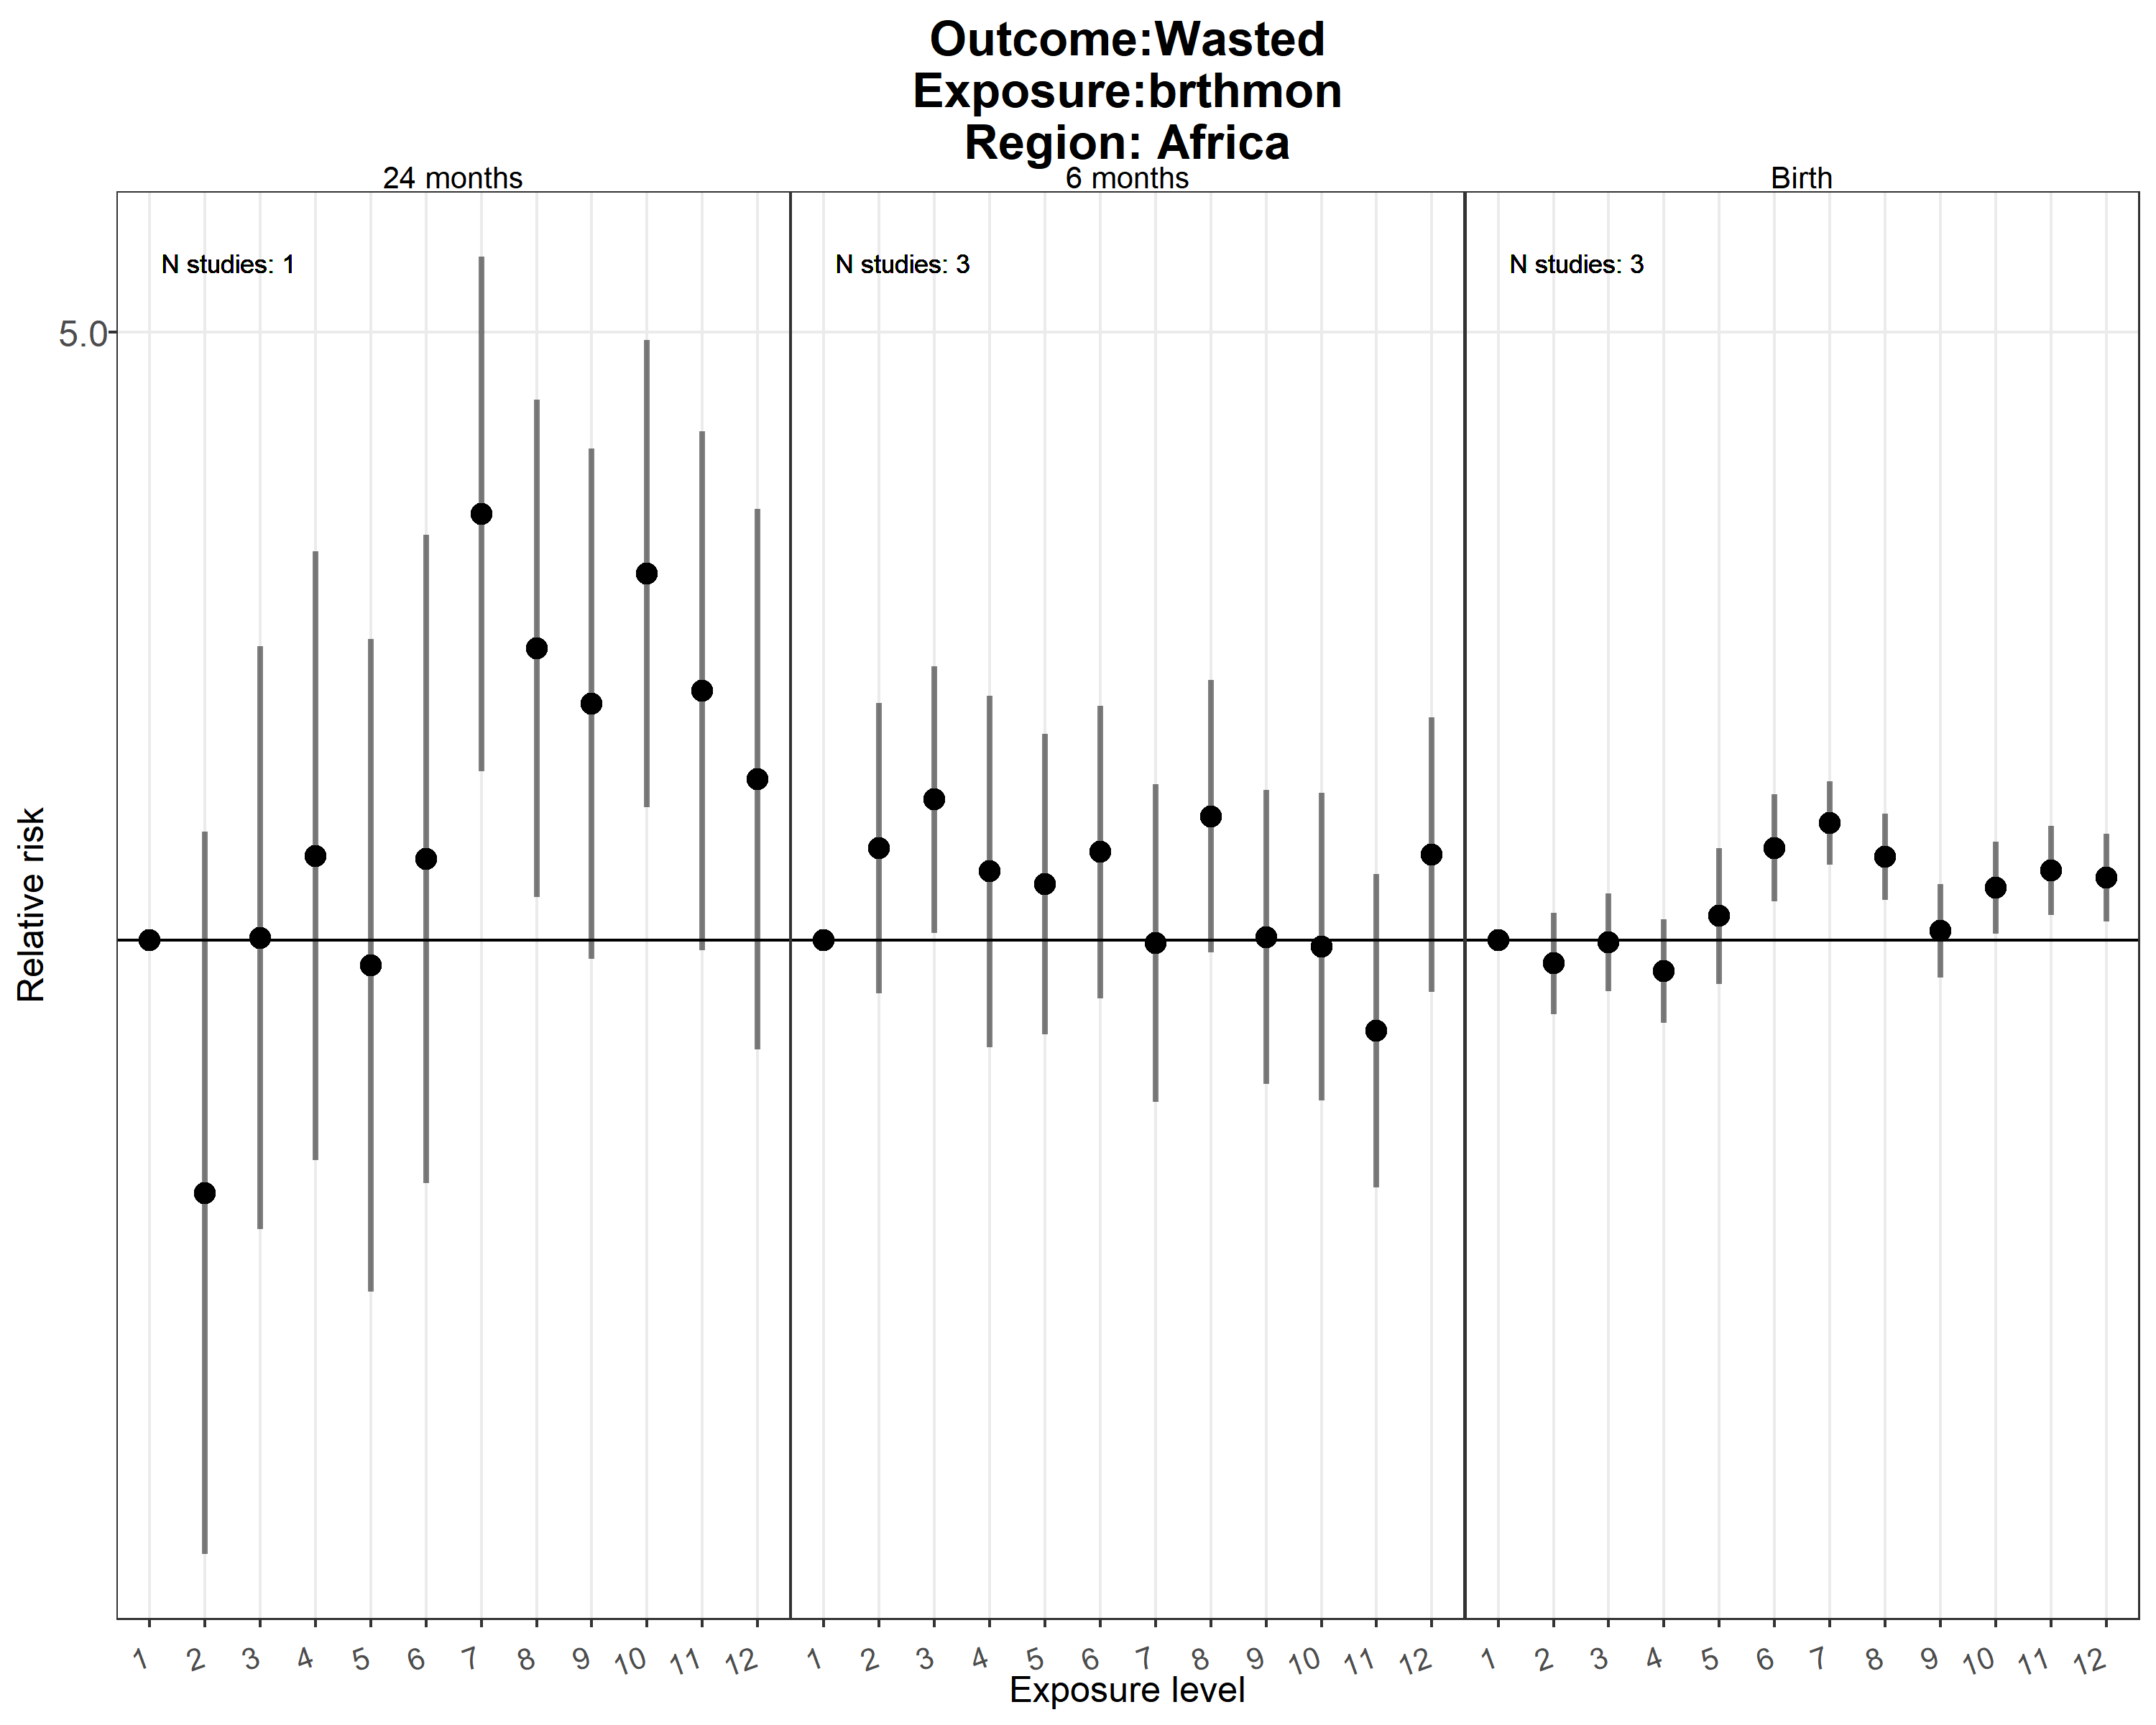 Outcome:Wasted
Exposure:brthmon
Region: Africa
24 months
6 months
Birth
N studies: 1
N studies: 3
N studies: 3
5.0
Relative risk
1 2 3 4 5 6 7 8 9 10 11 12
1 2 3 4 5 6 7 8 9 10 11 12
1 2 3 4 5 6 7 8 9 10 11 12
Exposure level